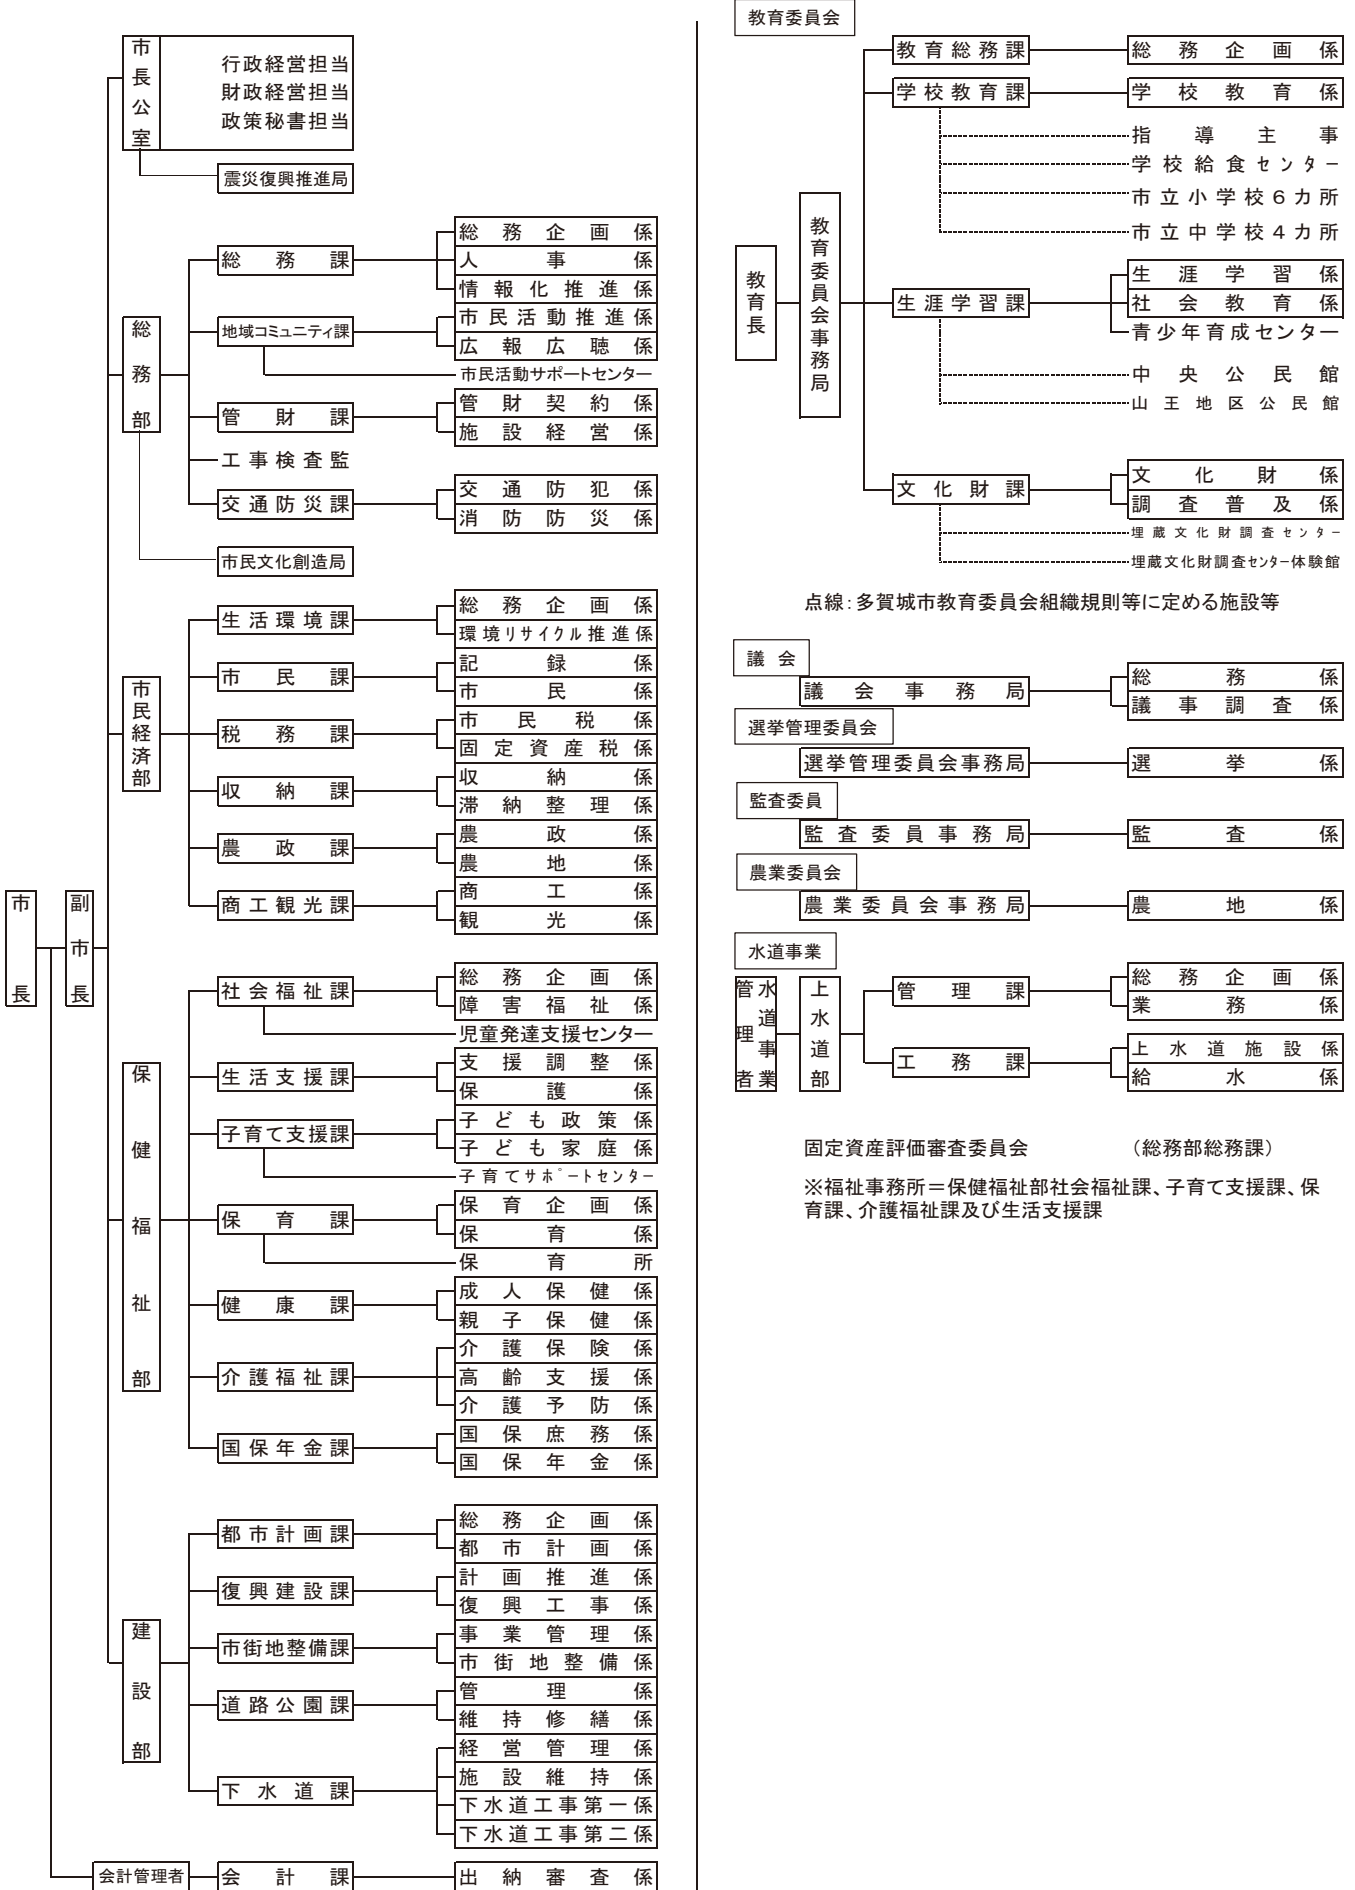 市長
副市長
市長公室
行政経営担当
財政経営担当
政策秘書担当
震災復興推進局
総務部
総務課
総務企画係
人事係
情報化推進係
地域コミュニティ課
市民活動推進係
広報広聴係
市民活動サポートセンター
管財課
管財契約係
施設経営係
工事検査監
交通防災課
交通防犯係
消防防災係
市民文化創造局
市民経済部
生活環境課
総務企画係
環境リサイクル推進係
市民課
記録係
市民係
税務課
市民税係
固定資産税係
収納課
収納係
滞納整理係
農政課
農政係
農地係
商工観光課
商工係
観光係
保健福祉部
社会福祉課
総務企画係
障害福祉係
児童発達支援センター
生活支援課
支援調整係
保護係
子育て支援課
子ども政策係
子ども家庭係
子育てサポートセンター
保育課
保育企画係
保育係
保育所
健康課
成人保健係
親子保健係
介護福祉課
介護保険係
高齢支援係
介護予防係
国保年金課
国保庶務係
国保年金係
建設部
都市計画課
総務企画係
都市計画係
復興建設課
計画推進係
復興工事係
市街地整備課
事業管理係
市街地整備係
道路公園課
管理係
維持修繕係
下水道課
経営管理係
施設維持係
下水道工事第一係
下水道工事第二係
会計管理者
会計課
出納審査係
教育委員会
教育長
教育委員会事務局
教育総務課
総務企画係
学校教育課
学校教育係
指導主事
学校給食センター
市立小学校6カ所
市立中学校4カ所
生涯学習課
生涯学習係
社会教育係
青少年育成センター
中央公民館
山王地区公民館
文化財課
文化財係
調査普及係
埋蔵文化財調査センター
埋蔵文化財調査センター体験館
点線:多賀城市教育委員会組織規則等に定める施設等
議会
議会事務局
総務係
議事調査係
選挙管理委員会
選挙管理委員会事務局
選挙係
監査委員
監査委員事務局
監査係
農業委員会
農業委員会事務局
農地係
水道事業
水道事業管理者
上水道部
管理課
総務企画係
業務係
工務課
上水道施設係
給水係
固定資産評価審査委員会 (総務部総務課)
※福祉事務所=保健福祉部社会福祉課、子育て支援課、保
育課、介護福祉課及び生活支援課